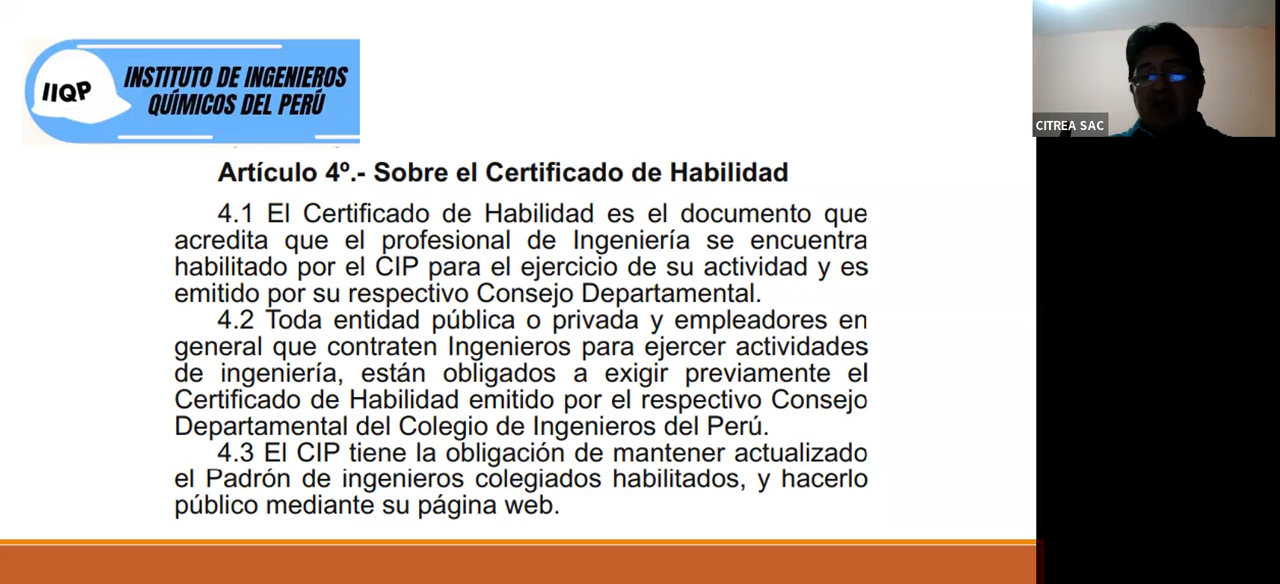 IIQP
INSTITUTO DE INGENIEROS
QUÍMICOS DEL PERÚ
CITREA SAC
Artículo 4º.- Sobre el Certificado de Habilidad
4.1 El Certificado de Habilidad es el documento que
acredita que el profesional de Ingeniería se encuentra
habilitado por el CIP para el ejercicio de su actividad y es
emitido por su respectivo Consejo Departamental.
4.2 Toda entidad pública o privada y empleadores en
general que contraten Ingenieros para ejercer actividades
de ingeniería, están obligados a exigir previamente el
Certificado de Habilidad emitido por el respectivo Consejo
Departamental del Colegio de Ingenieros del Perú.
4.3 El CIP tiene la obligación de mantener actualizado
el Padrón de ingenieros colegiados habilitados, y hacerlo
público mediante su página web.